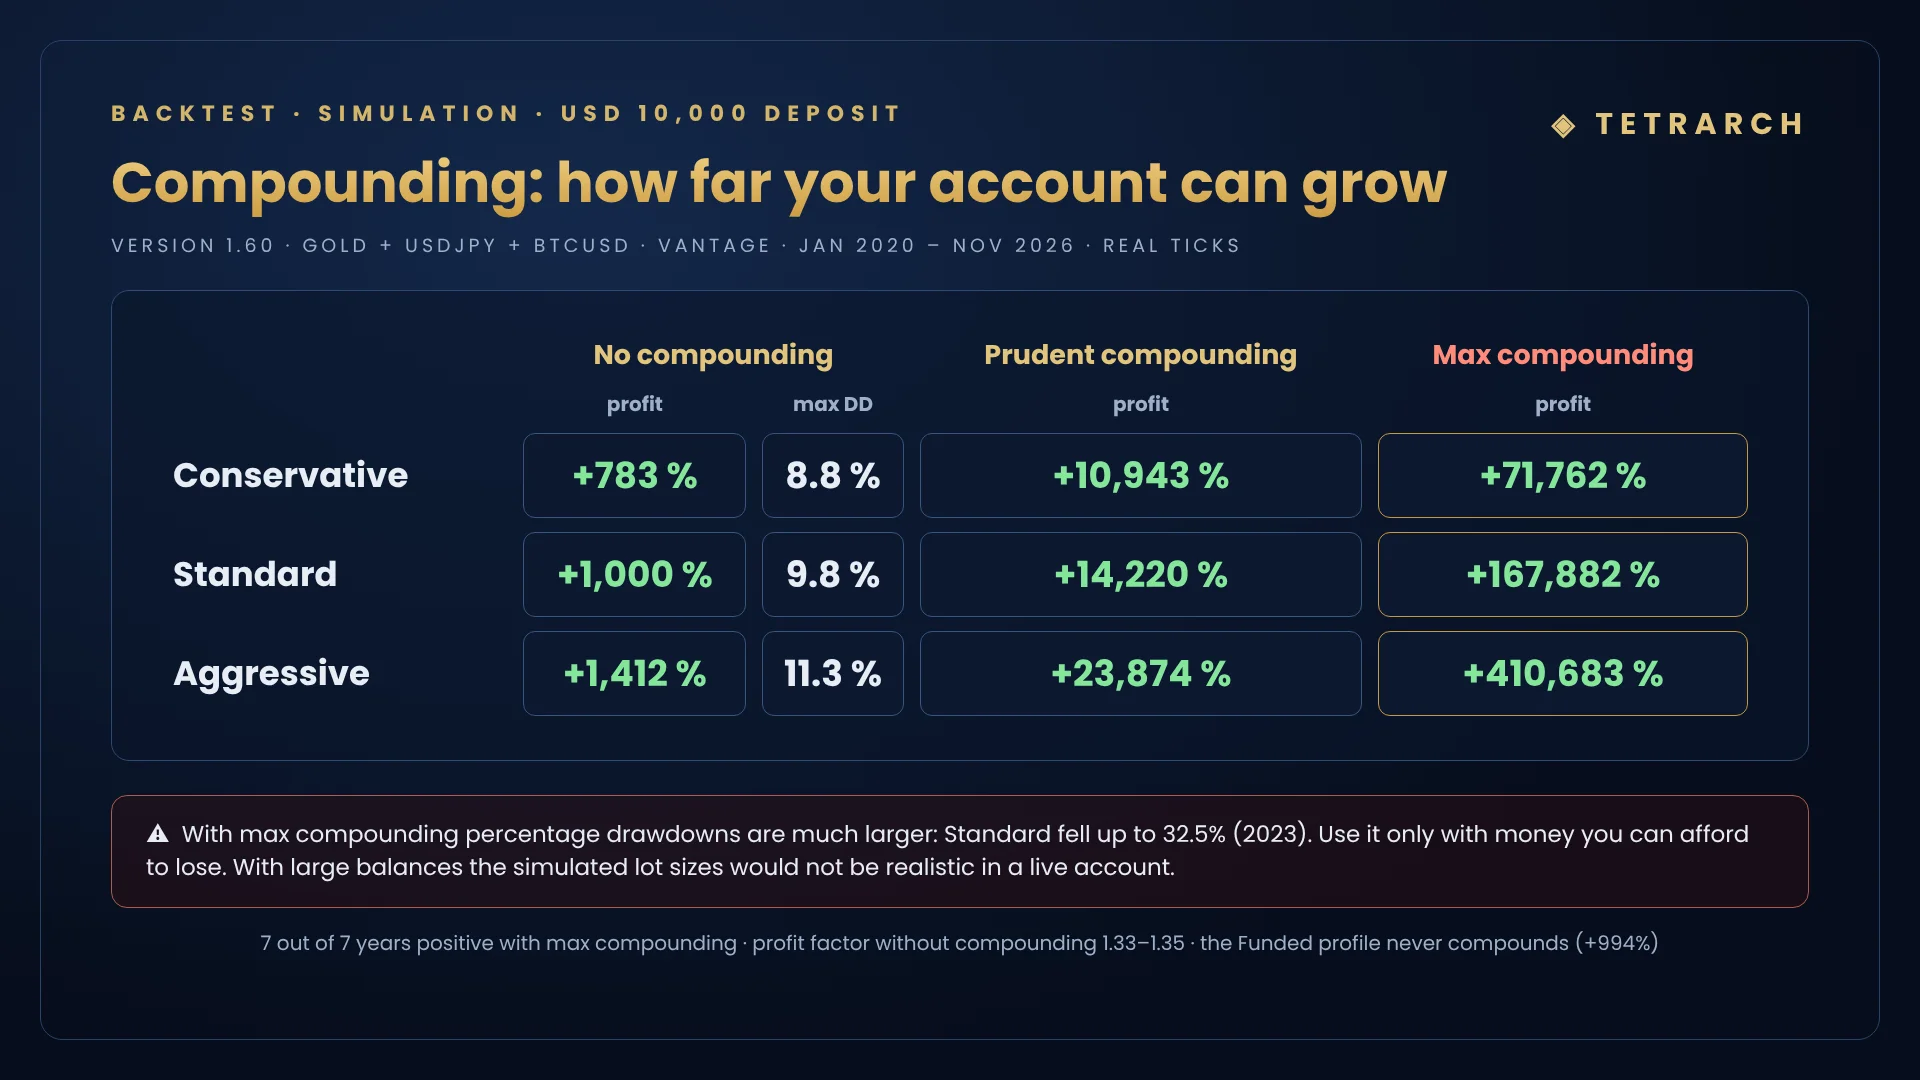 BACKTEST · SIMULATION · USD 10,000 DEPOSIT
◈ TETRARCH
Compounding: how far your account can grow
VERSION 1.60 · GOLD + USDJPY + BTCUSD · VANTAGE · JAN 2020 – NOV 2026 · REAL TICKS
No compounding Prudent compounding Max compounding
profit max DD profit profit
Conservative +783 % 8.8 % +10,943 % +71,762 %
Standard +1,000 % 9.8 % +14,220 % +167,882 %
Aggressive +1,412 % 11.3 % +23,874 % +410,683 %
⚠ With max compounding percentage drawdowns are much larger: Standard fell up to 32.5% (2023). Use it only with money you can afford
to lose. With large balances the simulated lot sizes would not be realistic in a live account.
7 out of 7 years positive with max compounding · profit factor without compounding 1.33–1.35 · the Funded profile never compounds (+994%)